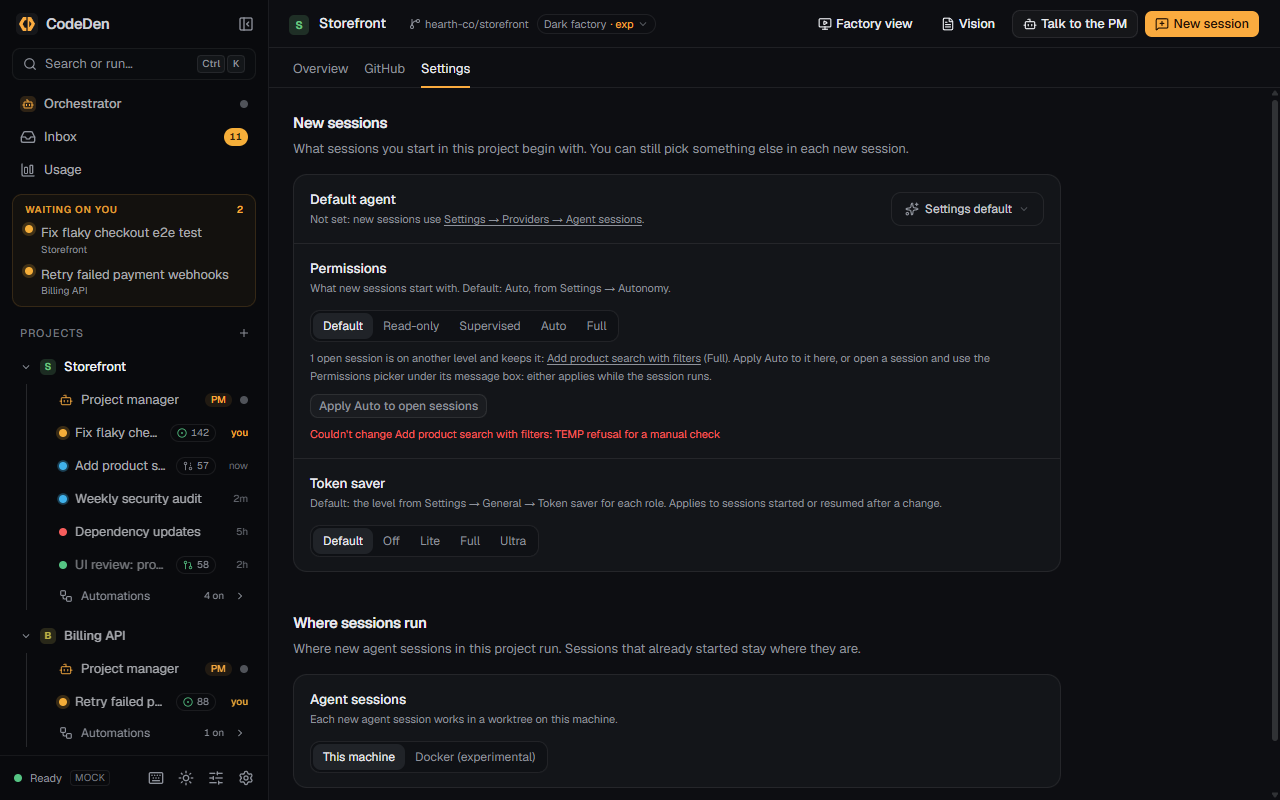 CodeDen
Search or run… Ctrl K
Orchestrator
Inbox 11
Usage
WAITING ON YOU 2
Fix flaky checkout e2e test
Storefront
Retry failed payment webhooks
Billing API
PROJECTS
S Storefront
Project manager PM
Fix flaky che… 142 you
Add product s… 57 now
Weekly security audit 2m
Dependency updates 5h
UI review: pro… 58 2h
Automations 4 on
B Billing API
Project manager PM
Retry failed p… 88 you
Automations 1 on
Ready MOCK
S Storefront hearth-co/storefront Dark factory · exp
Factory view Vision Talk to the PM New session
Overview GitHub Settings
New sessions
What sessions you start in this project begin with. You can still pick something else in each new session.
Default agent
Not set: new sessions use Settings → Providers → Agent sessions.
Settings default
Permissions
What new sessions start with. Default: Auto, from Settings → Autonomy.
Default Read-only Supervised Auto Full
1 open session is on another level and keeps it: Add product search with filters (Full). Apply Auto to it here, or open a session and use the
Permissions picker under its message box: either applies while the session runs.
Apply Auto to open sessions
Couldn't change Add product search with filters: TEMP refusal for a manual check
Token saver
Default: the level from Settings → General → Token saver for each role. Applies to sessions started or resumed after a change.
Default Off Lite Full Ultra
Where sessions run
Where new agent sessions in this project run. Sessions that already started stay where they are.
Agent sessions
Each new agent session works in a worktree on this machine.
This machine Docker (experimental)